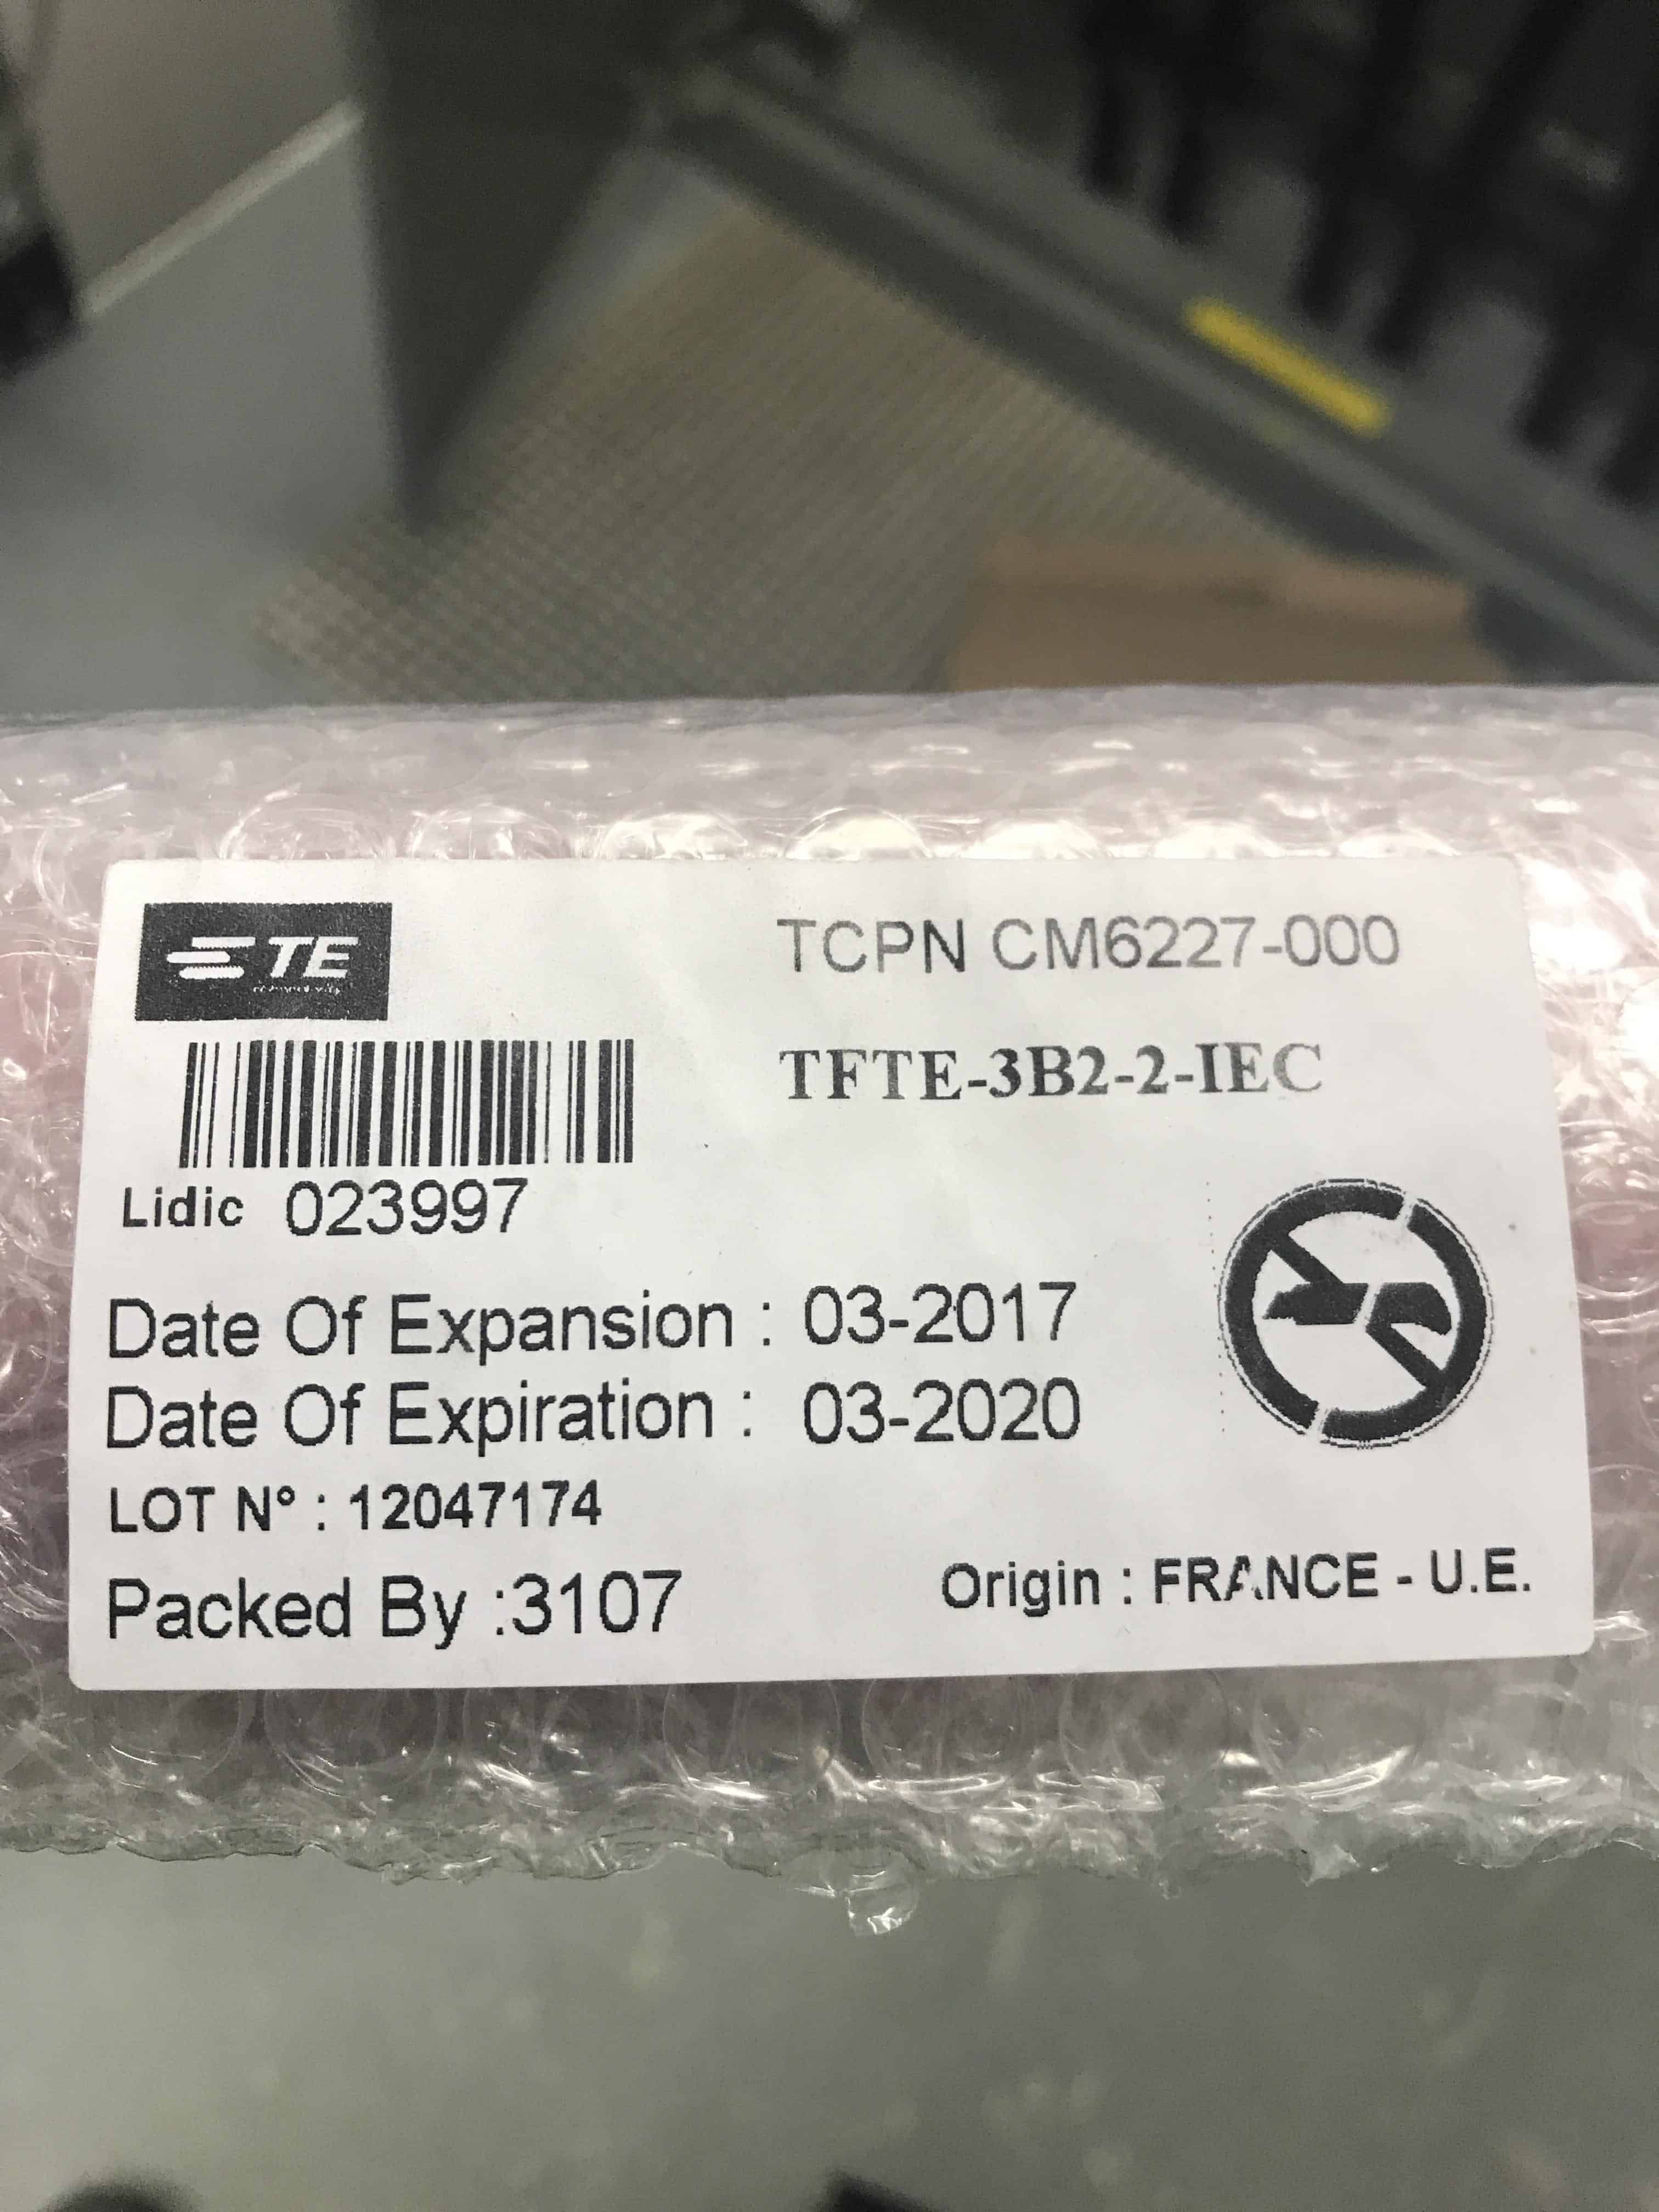 TE
connectivity
TCPN CM6227-000
TFTE-3B2-2-IEC
Lidic 023997
Date Of Expansion : 03-2017
Date Of Expiration : 03-2020
LOT N° : 12047174
Packed By :3107
Origin : FRANCE - U.E.